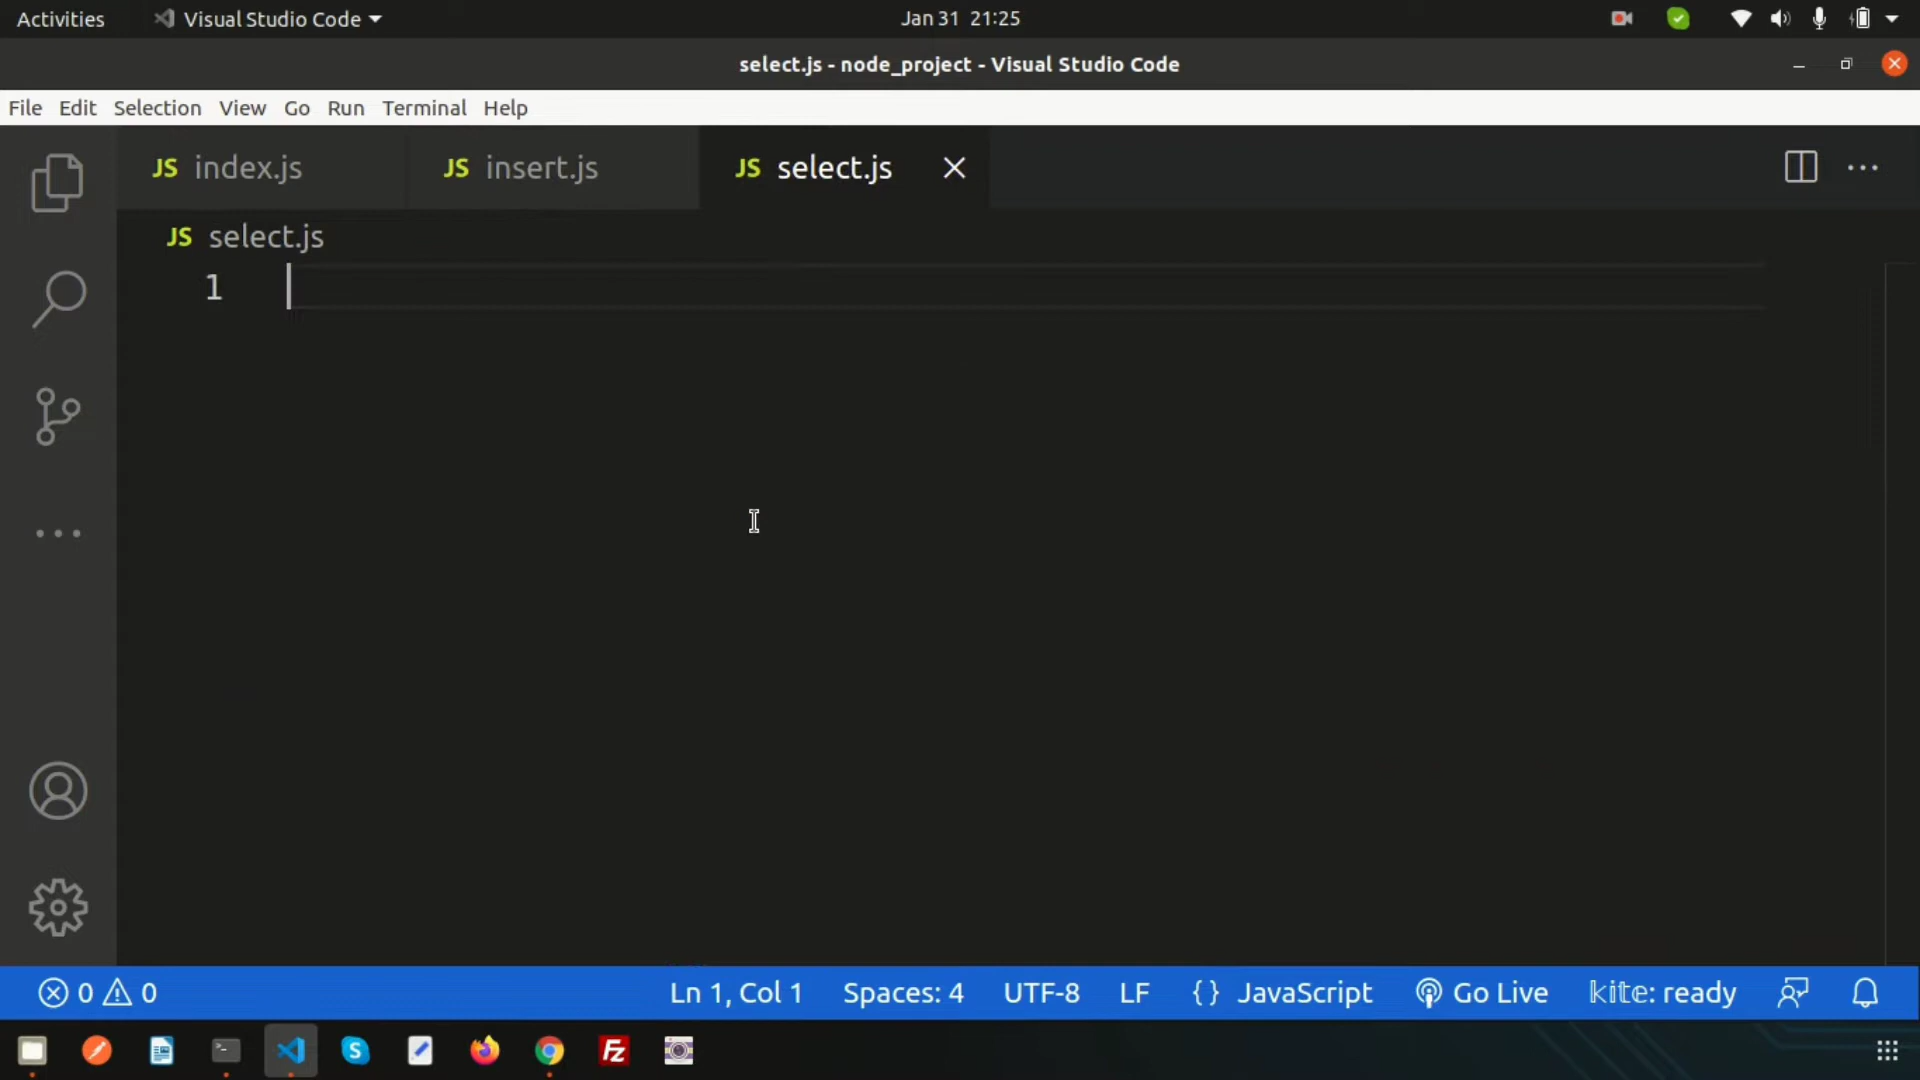 Activities Visual Studio Code Jan 31 21:25
select.js - node_project - Visual Studio Code
File Edit Selection View Go Run Terminal Help
JS index.js JS insert.js JS select.js
JS select.js
1
0 0 Ln 1, Col 1 Spaces: 4 UTF-8 LF {} JavaScript Go Live kite: ready
>_ S Fz